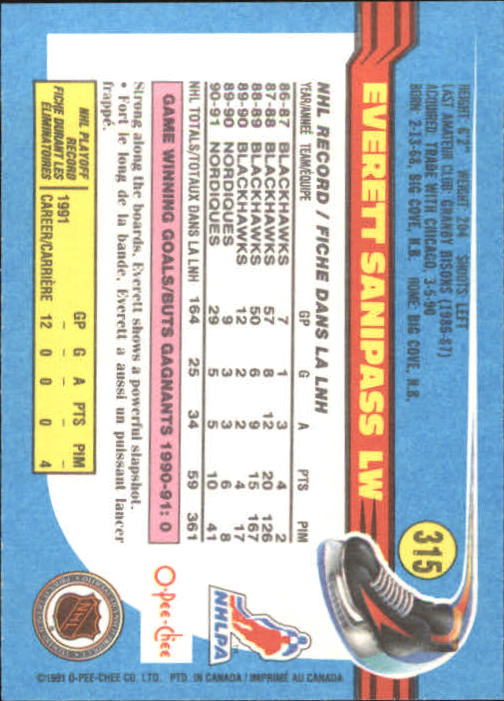 315
EVERETT SANIPASS LW
HEIGHT: 6'2" WEIGHT: 204 SHOOTS: LEFT
LAST AMATEUR CLUB: GRANBY BISONS (1986-87)
ACQUIRED: TRADE WITH CHICAGO, 3-5-90
BORN: 2-13-68, BIG COVE, N.B. HOME: BIG COVE, N.B.
NHL RECORD / FICHE DANS LA LNH
YEAR/ANNÉE TEAM/ÉQUIPE GP G A PTS PIM
86-87 BLACKHAWKS 7 1 3 4 2
87-88 BLACKHAWKS 57 8 12 20 126
88-89 BLACKHAWKS 50 6 9 15 167
89-90 BLACKHAWKS 12 2 2 4 17
89-90 NORDIQUES 9 3 3 6 8
90-91 NORDIQUES 29 5 5 10 41
NHL TOTALS/TOTAUX DANS LA LNH 164 25 34 59 361
GAME WINNING GOALS/BUTS GAGNANTS 1990-91: 0
Strong along the boards, Everett shows a powerful slapshot.
• Fort le long de la bande, Everett a aussi un puissant lancer
frappé.
NHL PLAYOFF RECORD
FICHE DURANT LES ÉLIMINATOIRES
GP G A PTS PIM
1991 – – – – –
CAREER/CARRIÈRE 12 0 0 0 4
NHLPA
O-PEE-CHEE
NHL
©1991 O-PEE-CHEE CO. LTD. PTD. IN CANADA / IMPRIMÉ AU CANADA